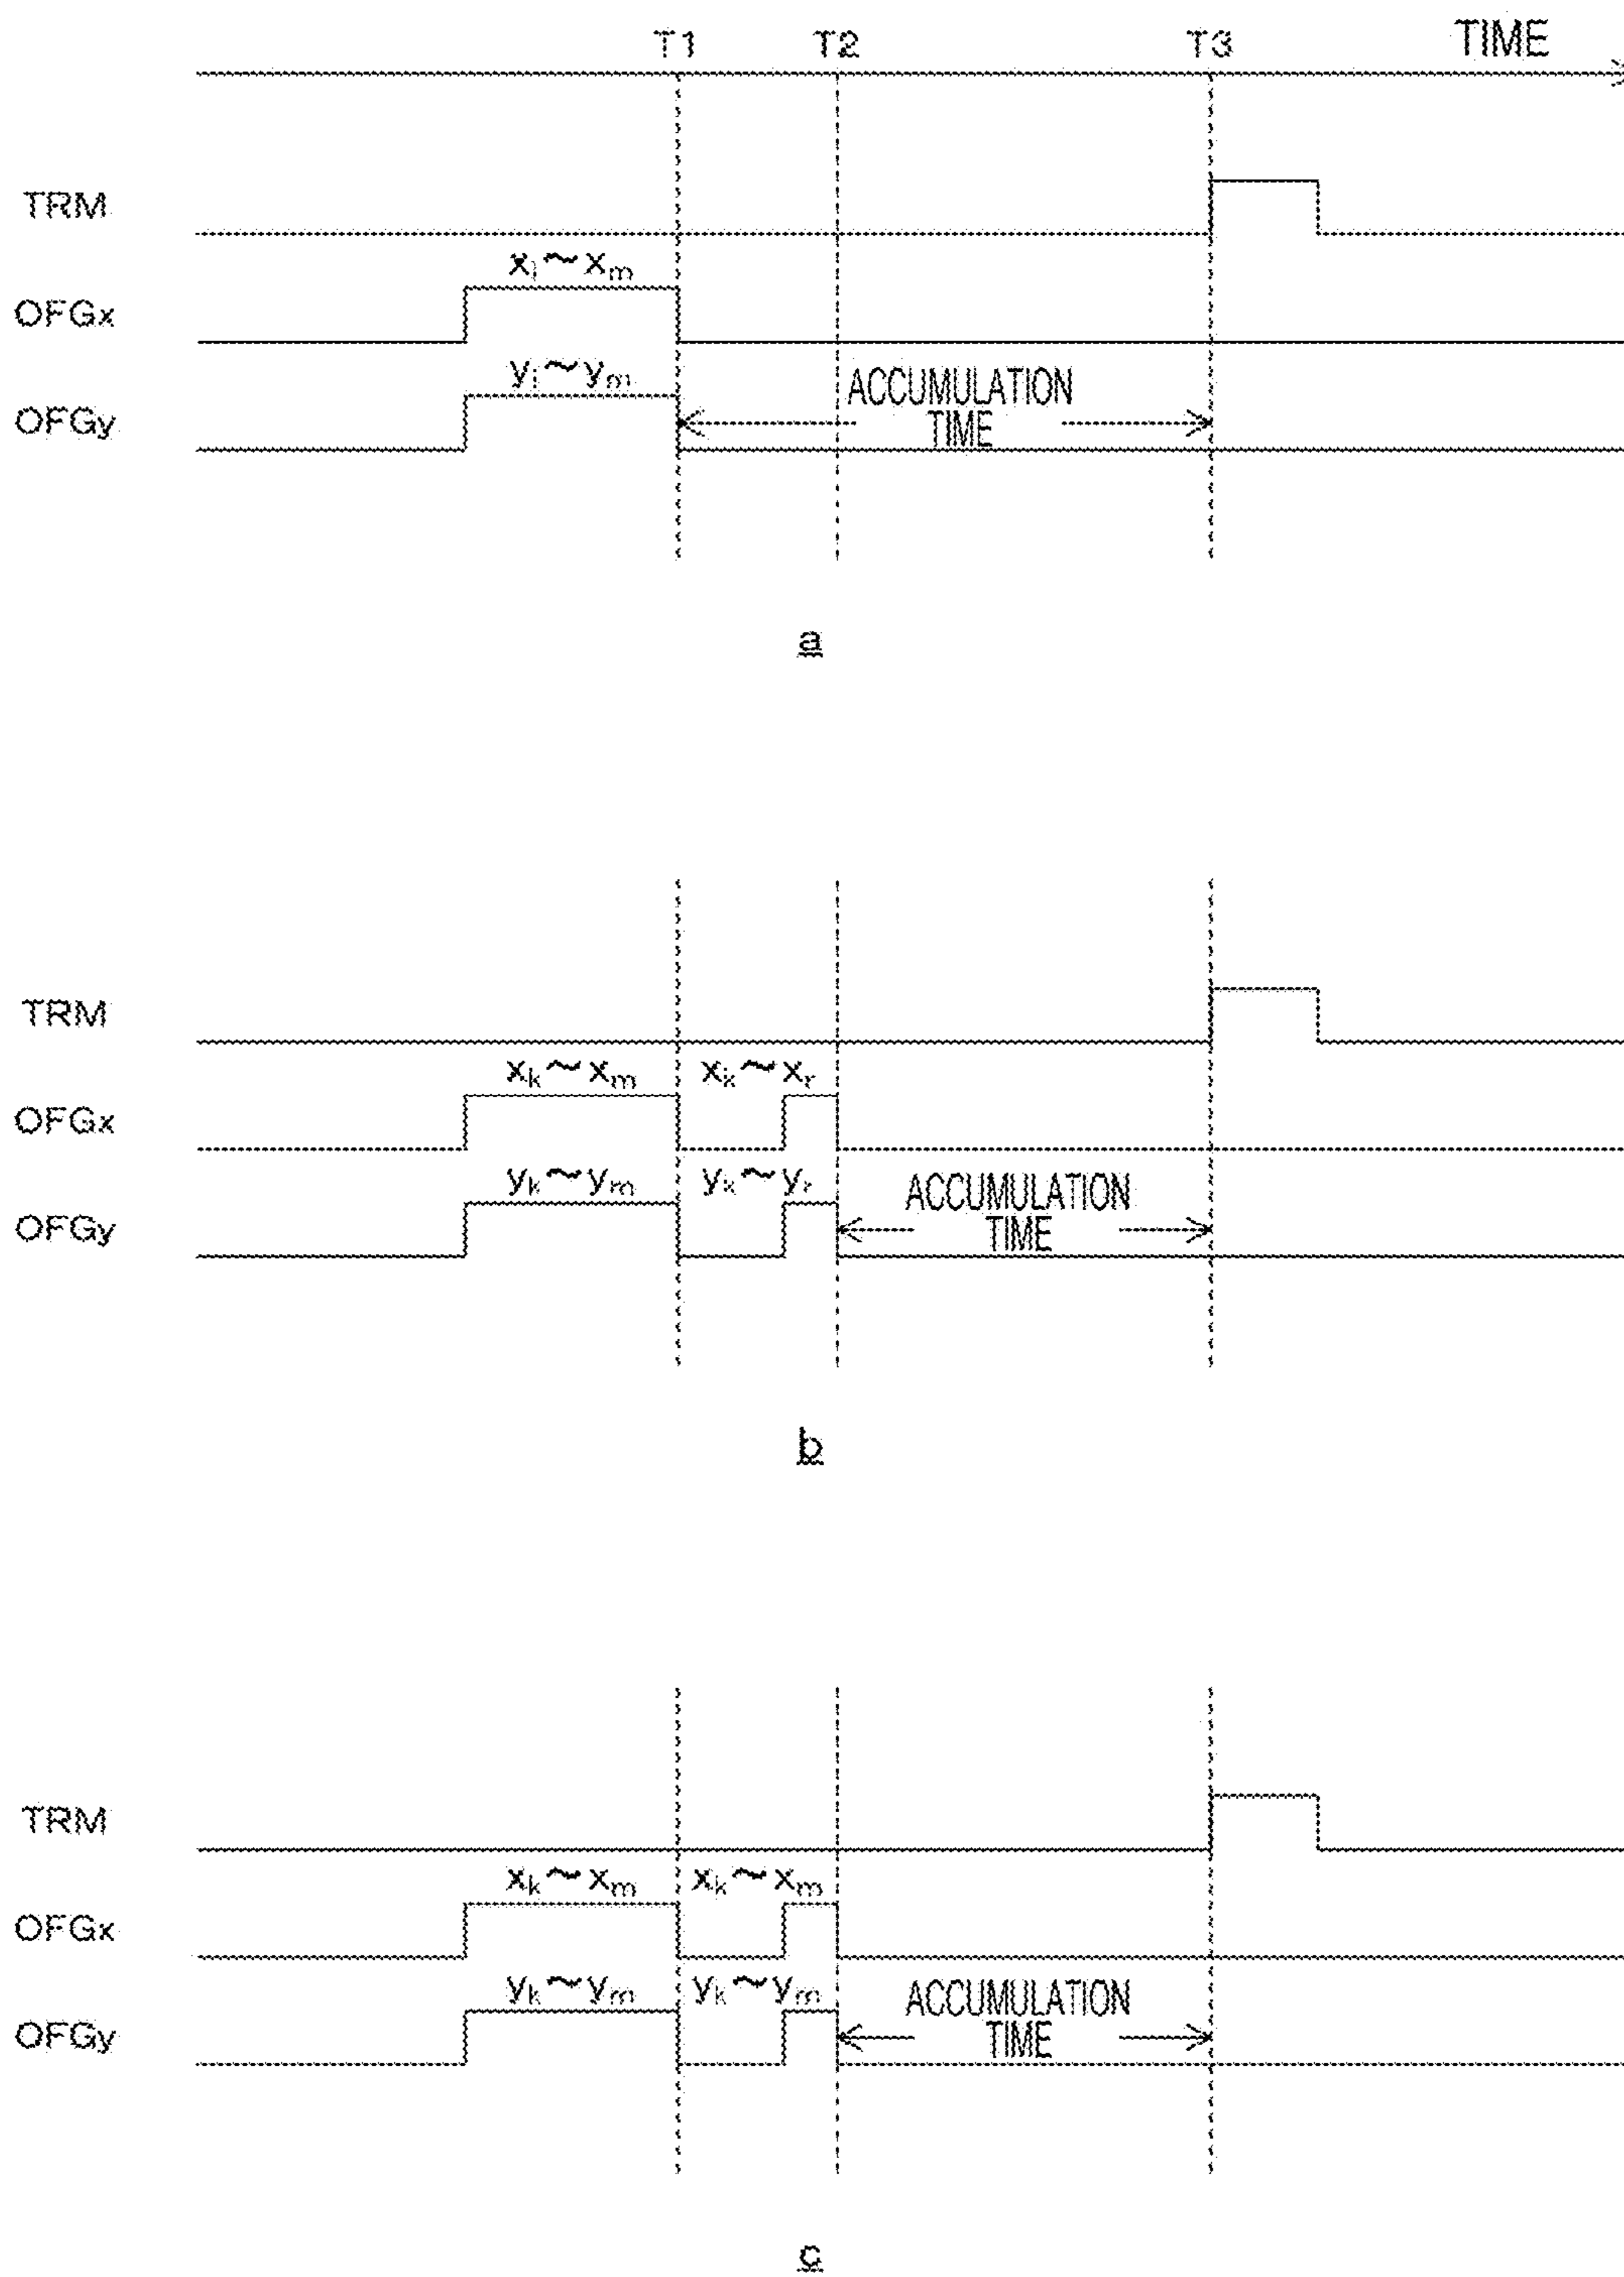 T1 T2 T3 TIME
TRM
xi~xm
OFGx
yi~ym
OFGy
ACCUMULATION
TIME
a
TRM
xk~xm xk~xr
OFGx
yk~ym yk~yr
OFGy
ACCUMULATION
TIME
b
TRM
xk~xm xk~xm
OFGx
yk~ym yk~ym
OFGy
ACCUMULATION
TIME
c